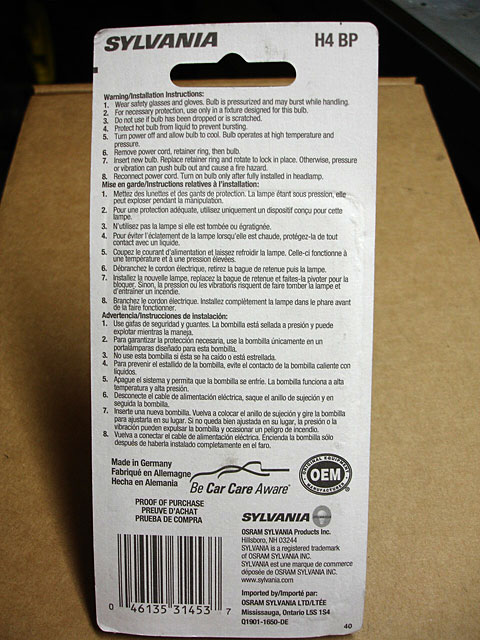 SYLVANIA H4 BP
Warning/Installation Instructions:
1. Wear safety glasses and gloves. Bulb is pressurized and may burst while handling.
2. For necessary protection, use only in a fixture designed for this bulb.
3. Do not use if bulb has been dropped or is scratched.
4. Protect hot bulb from liquid to prevent bursting.
5. Turn power off and allow bulb to cool. Bulb operates at high temperature and
pressure.
6. Remove power cord, retainer ring, then bulb.
7. Insert new bulb. Replace retainer ring and rotate to lock in place. Otherwise, pressure
or vibration can push bulb out and cause a fire hazard.
8. Reconnect power cord. Turn on bulb only after fully installed in headlamp.
Mise en garde/Instructions relatives à l'installation:
1. Mettez des lunettes et des gants de protection. La lampe étant sous pression, elle
peut exploser pendant la manipulation.
2. Pour une protection adéquate, utilisez uniquement un dispositif conçu pour cette
lampe.
3. N'utilisez pas la lampe si elle est tombée ou égratignée.
4. Pour éviter l'éclatement de la lampe lorsqu'elle est chaude, protégez-la de tout
contact avec un liquide.
5. Coupez le courant d'alimentation et laissez refroidir la lampe. Celle-ci fonctionne à
une température et à une pression élevées.
6. Débranchez le cordon électrique, retirez la bague de retenue puis la lampe.
7. Installez la nouvelle lampe, replacez la bague de retenue et faites-la pivoter pour la
bloquer. Sinon, la pression ou les vibrations risquent de faire tomber la lampe et
d'entraîner un incendie.
8. Branchez le cordon électrique. Installez complètement la lampe dans le phare avant
de la faire fonctionner.
Advertencia/Instrucciones de instalación:
1. Use gafas de seguridad y guantes. La bombilla está sellada a presión y puede
explotar mientras la maneja.
2. Para garantizar la protección necesaria, use la bombilla únicamente en un
portalámparas diseñado para esta bombilla.
3. No use esta bombilla si ésta se ha caído o está estrellada.
4. Para prevenir el estallido de la bombilla, evite el contacto de la bombilla caliente con
líquidos.
5. Apague el sistema y permita que la bombilla se enfríe. La bombilla funciona a alta
temperatura y alta presión.
6. Desconecte el cable de alimentación eléctrica, saque el anillo de sujeción y en
seguida la bombilla.
7. Inserte una nueva bombilla. Vuelva a colocar el anillo de sujeción y gire la bombilla
para ajustarla en su lugar. Si no queda bien ajustada en su lugar, la presión o la
vibración pueden expulsar la bombilla y ocasionar un peligro de incendio.
8. Vuelva a conectar el cable de alimentación eléctrica. Encienda la bombilla sólo
después de haberla instalado completamente en el faro.
Made in Germany
Fabriqué en Allemagne
Hecha en Alemania
Be Car Care Aware
ORIGINAL EQUIPMENT
OEM
MANUFACTURER
PROOF OF PURCHASE
PREUVE D'ACHAT
PRUEBA DE COMPRA
SYLVANIA
OSRAM SYLVANIA Products Inc.
Hillsboro, NH 03244
SYLVANIA is a registered trademark
of OSRAM SYLVANIA INC.
SYLVANIA est une marque de commerce
déposée de OSRAM SYLVANIA INC.
www.sylvania.com
Imported by/Importé par:
OSRAM SYLVANIA LTD/LTÉE
Mississauga, Ontario L5S 1S4
Q1901-1650-DE
40
0 46135 31453 7